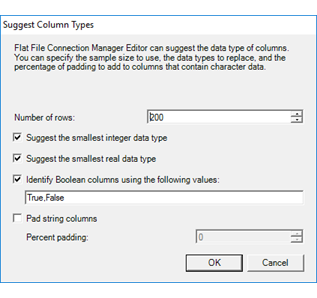 Suggest Column Types
Flat File Connection Manager Editor can suggest the data type of columns.
You can specify the sample size to use, the data types to replace, and the
percentage of padding to add to columns that contain character data.
Number of rows: 200
Suggest the smallest integer data type
Suggest the smallest real data type
Identify Boolean columns using the following values:
True,False
Pad string columns
Percent padding: 0
OK Cancel